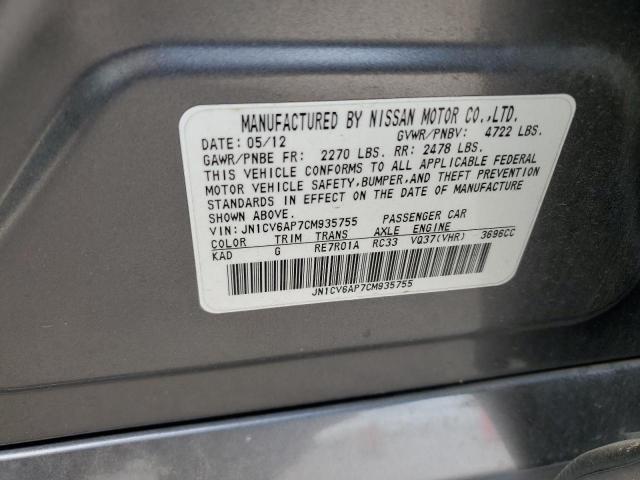 MANUFACTURED BY NISSAN MOTOR CO.,LTD.
DATE: 05/12 GVWR/PNBV: 4722 LBS.
GAWR/PNBE FR: 2270 LBS. RR: 2478 LBS.
THIS VEHICLE CONFORMS TO ALL APPLICABLE FEDERAL
MOTOR VEHICLE SAFETY,BUMPER,AND THEFT PREVENTION
STANDARDS IN EFFECT ON THE DATE OF MANUFACTURE
SHOWN ABOVE.
VIN: JN1CV6AP7CM935755 PASSENGER CAR
COLOR TRIM TRANS AXLE ENGINE
KAD G RE7R01A RC33 VQ37(VHR) 3696CC
JN1CV6AP7CM935755